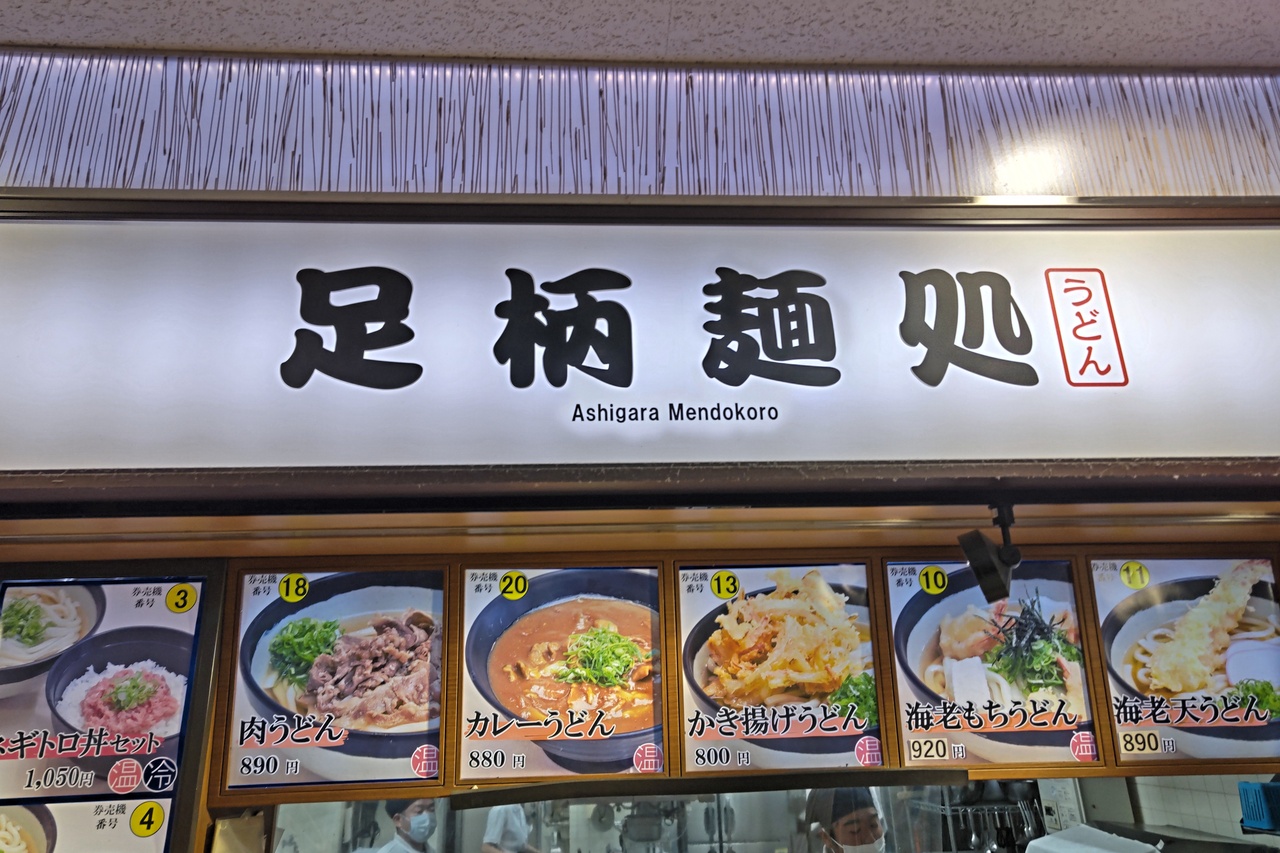 足柄麺処
うどん
Ashigara Mendokoro
券売機
番号
3
ネギトロ丼セット
1,050円
温
冷
券売機
番号
4
券売機
番号
18
肉うどん
890円
温
券売機
番号
20
カレーうどん
880円
温
券売機
番号
13
かき揚げうどん
800円
温
券売機
番号
10
海老もちうどん
920円
温
券売機
番号
11
海老天うどん
890円